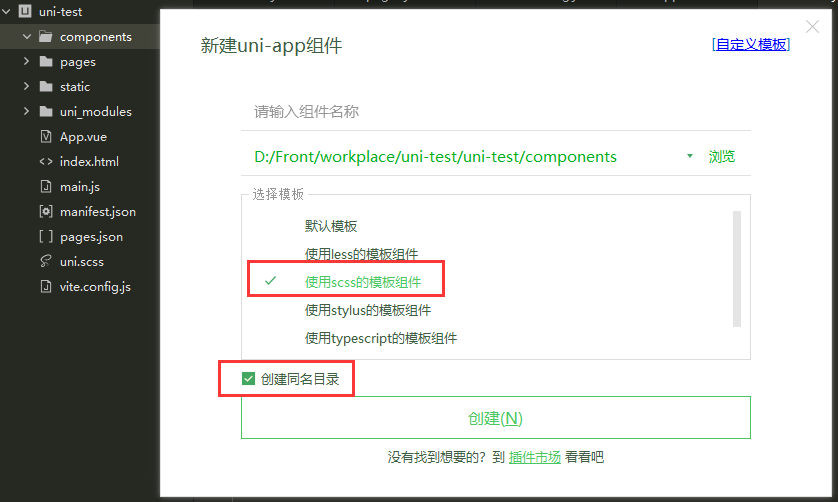 uni-test
components
pages
static
uni_modules
App.vue
index.html
main.js
manifest.json
pages.json
uni.scss
vite.config.js
新建uni-app组件
[自定义模板]
请输入组件名称
D:/Front/workplace/uni-test/uni-test/components
浏览
选择模板
默认模板
使用less的模板组件
使用scss的模板组件
使用stylus的模板组件
使用typescript的模板组件
创建同名目录
创建(N)
没有找到想要的？到 插件市场 看看吧